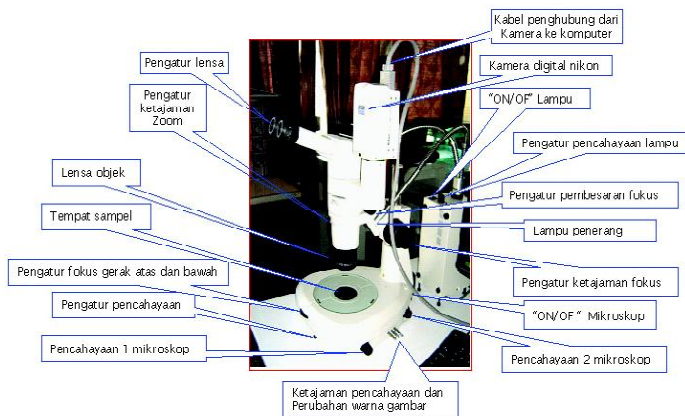 Kabel penghubung dari
Kamera ke komputer
Pengatur lensa
Kamera digital nikon
Pengatur
ketajaman
Zoom
“ON/OF” Lampu
Pengatur pencahayaan lampu
Lensa objek
Pengatur pembesaran fokus
Tempat sampel
Lampu penerang
Pengatur fokus gerak atas dan bawah
Pengatur ketajaman fokus
Pengatur pencahayaan
“ON/OF “ Mikruskup
Pencahayaan 1 mikroskop
Pencahayaan 2 mikroskop
Ketajaman pencahayaan dan
Perubahan warna gambar